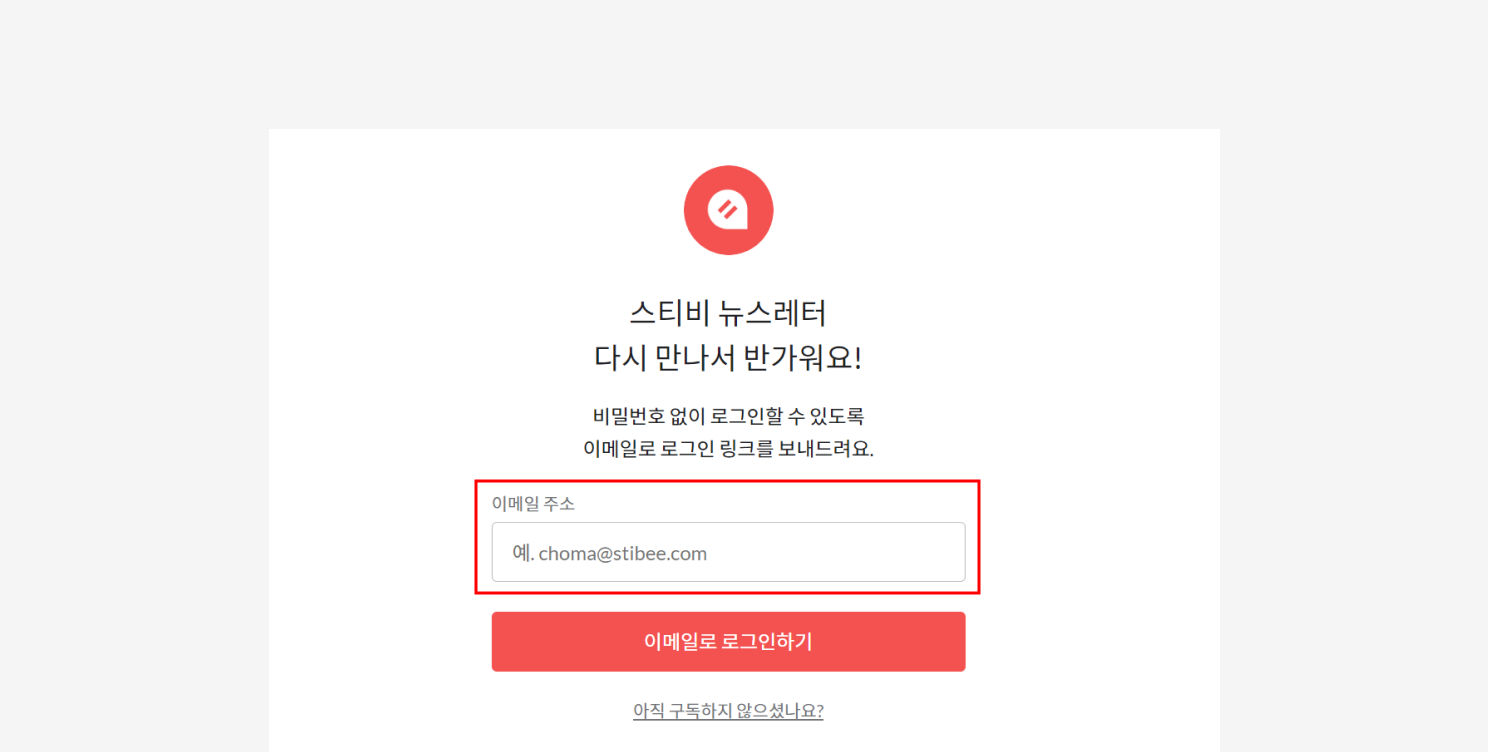 스티비 뉴스레터
다시 만나서 반가워요!
비밀번호 없이 로그인할 수 있도록
이메일로 로그인 링크를 보내드려요.
이메일 주소
예. choma@stibee.com
이메일로 로그인하기
아직 구독하지 않으셨나요?